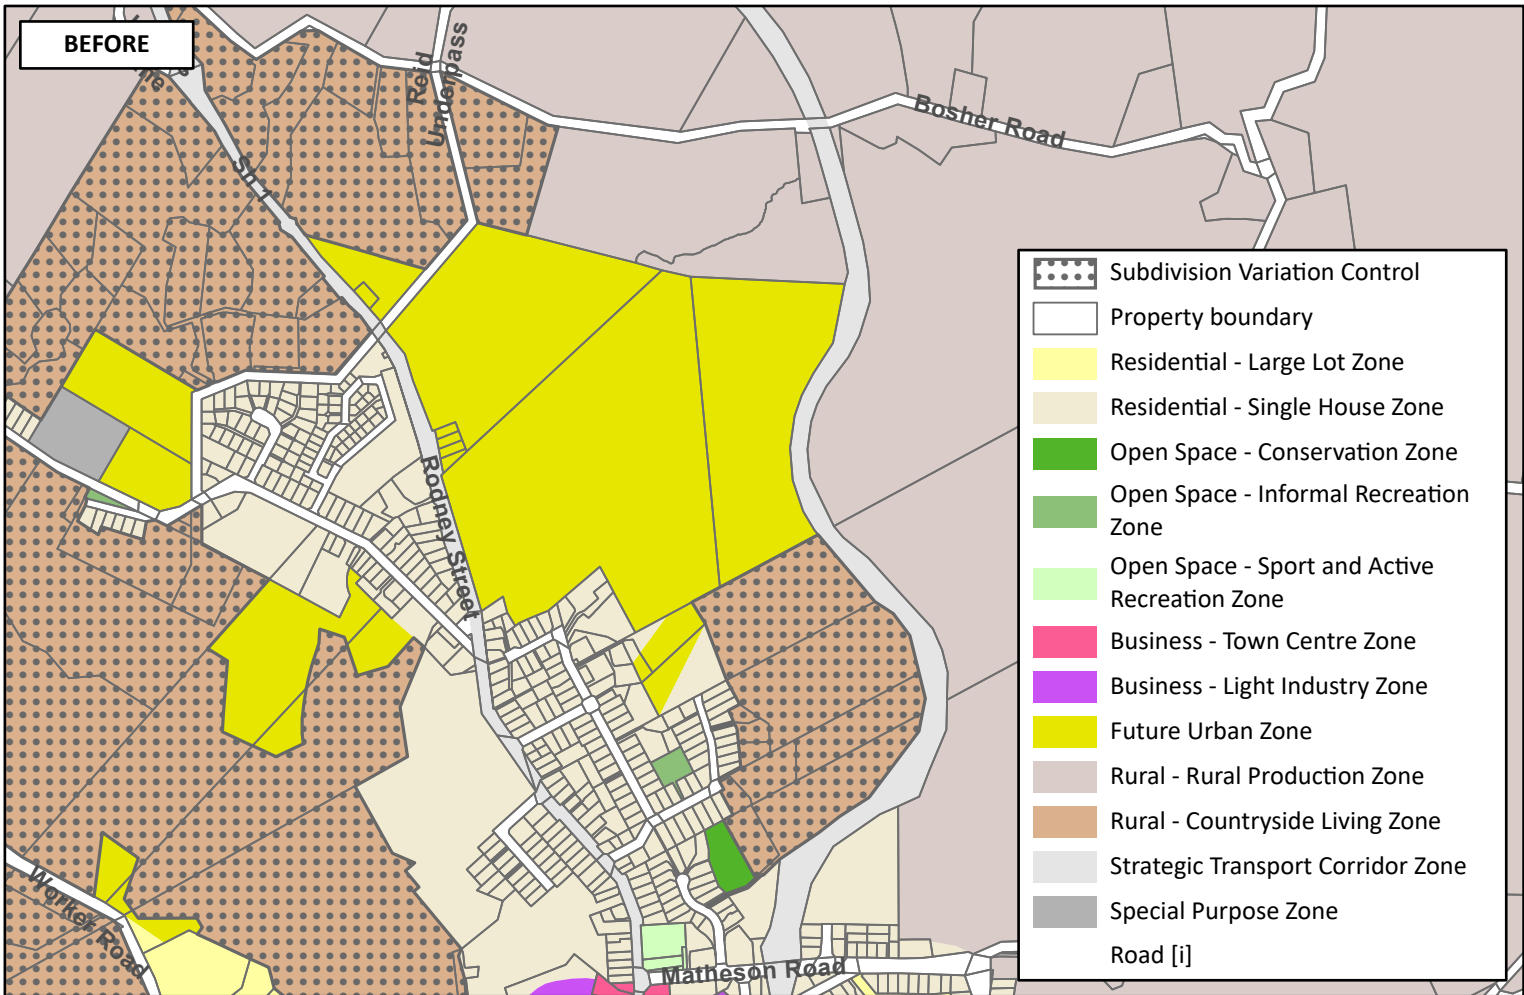 BEFORE
Reid
Underpass
Bosher Road
Sh 1
Rodney Street
Worker Road
Matheson Road
Subdivision Variation Control
Property boundary
Residential - Large Lot Zone
Residential - Single House Zone
Open Space - Conservation Zone
Open Space - Informal Recreation
Zone
Open Space - Sport and Active
Recreation Zone
Business - Town Centre Zone
Business - Light Industry Zone
Future Urban Zone
Rural - Rural Production Zone
Rural - Countryside Living Zone
Strategic Transport Corridor Zone
Special Purpose Zone
Road [i]